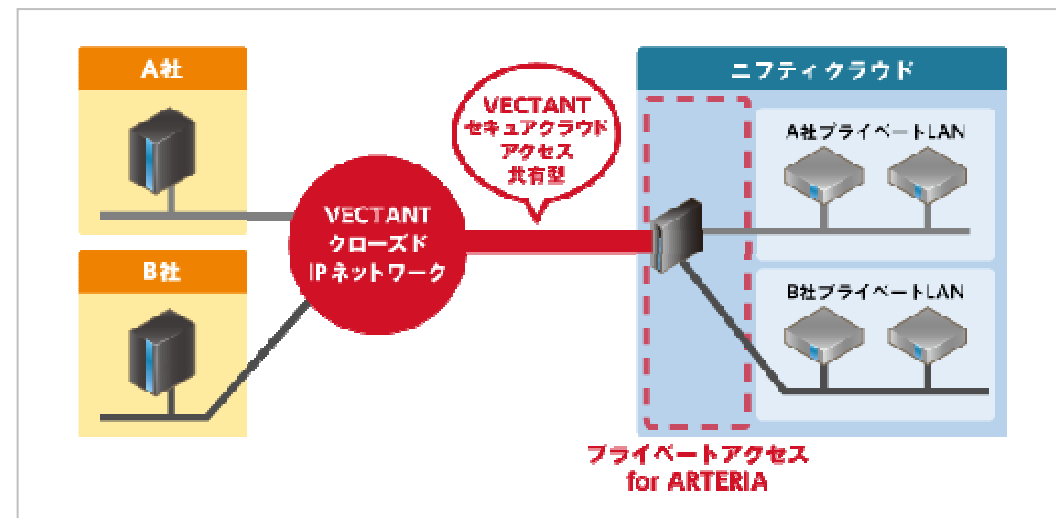 A社
B社
VECTANT
クローズド
IPネットワーク
VECTANT
セキュアクラウド
アクセス
共有型
ニフティクラウド
A社プライベートLAN
B社プライベートLAN
プライベートアクセス
for ARTERIA